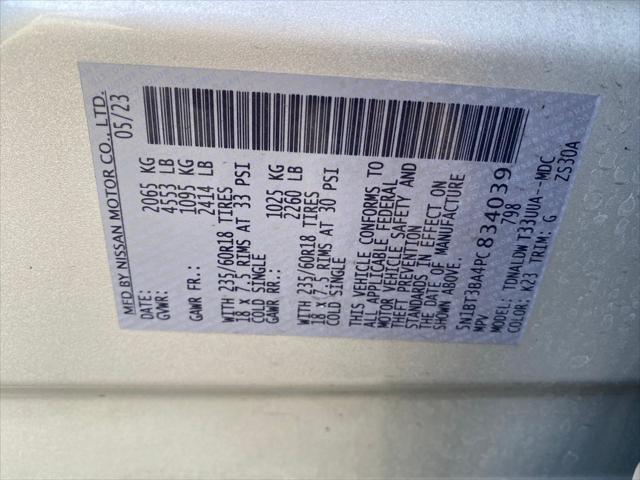 MFD BY NISSAN MOTOR CO., LTD.
DATE: 05/23
GVWR: 2065 KG
4553 LB
GAWR FR.: 1095 KG
2414 LB
WITH 235/60R18 TIRES
18 x 7.5 RIMS AT 33 PSI
COLD SINGLE
GAWR RR.: 1025 KG
2260 LB
WITH 235/60R18 TIRES
18 x 7.5 RIMS AT 30 PSI
COLD SINGLE
THIS VEHICLE CONFORMS TO
ALL APPLICABLE FEDERAL
MOTOR VEHICLE SAFETY AND
THEFT PREVENTION
STANDARDS IN EFFECT ON
THE DATE OF MANUFACTURE
SHOWN ABOVE.
5N1BT3BA4PC834039
MPV 798
MODEL: TDNALDW T33UUA--MDC
COLOR: K23 TRIM: G ZS30A